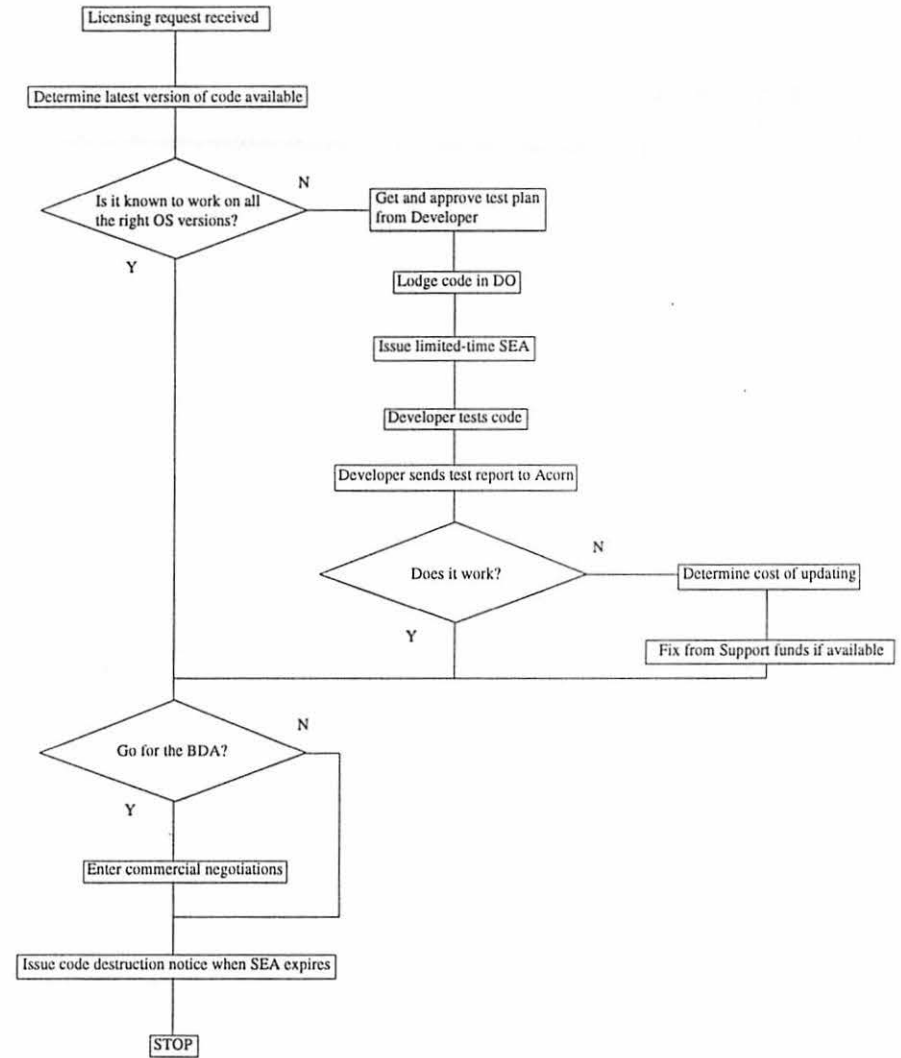 Licensing request received
Determine latest version of code available
Is it known to work on all
the right OS versions?
N
Y
Get and approve test plan
from Developer
Lodge code in DO
Issue limited-time SEA
Developer tests code
Developer sends test report to Acorn
Does it work?
N
Y
Determine cost of updating
Fix from Support funds if available
Go for the BDA?
N
Y
Enter commercial negotiations
Issue code destruction notice when SEA expires
STOP